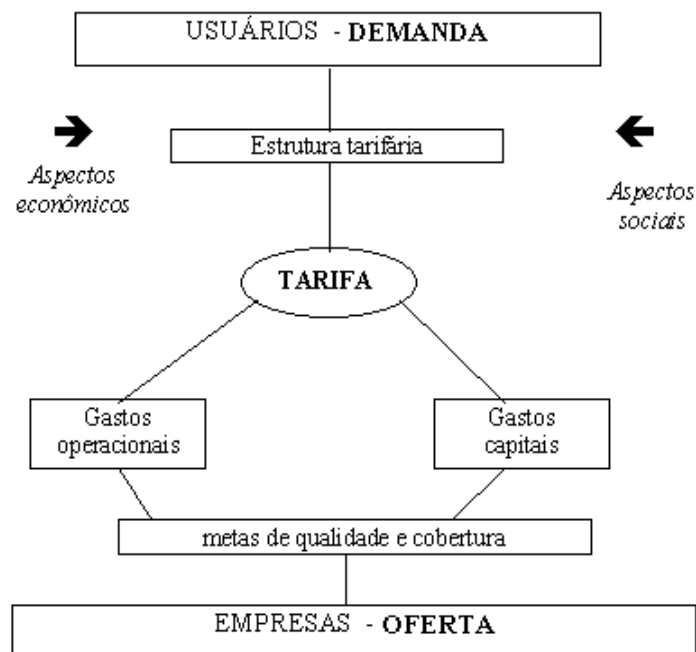 USUÁRIOS - DEMANDA
Estrutura tarifária
Aspectos
econômicos
Aspectos
sociais
TARIFA
Gastos
operacionais
Gastos
capitais
metas de qualidade e cobertura
EMPRESAS - OFERTA